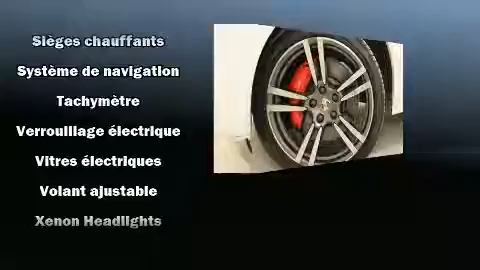 Sièges chauffants
Système de navigation
Tachymètre
Verrouillage électrique
Vitres électriques
Volant ajustable
Xenon Headlights